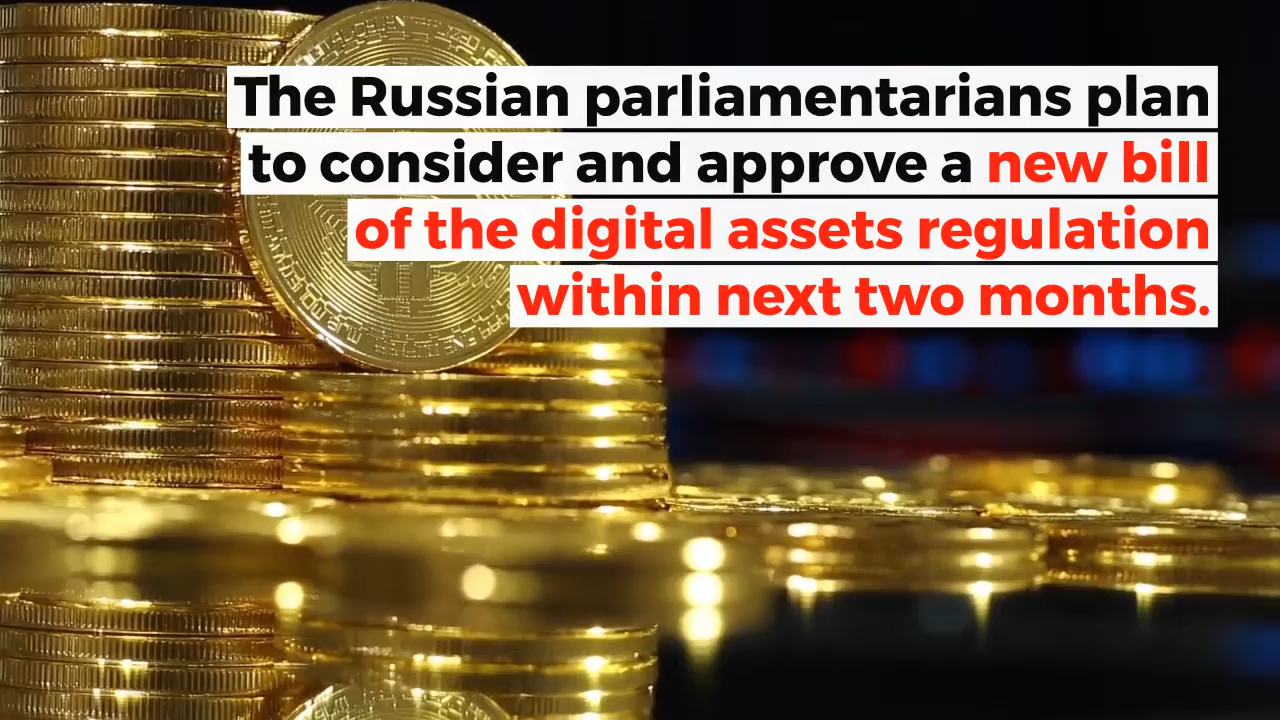 The Russian parliamentarians plan
to consider and approve a new bill
of the digital assets regulation
within next two months.